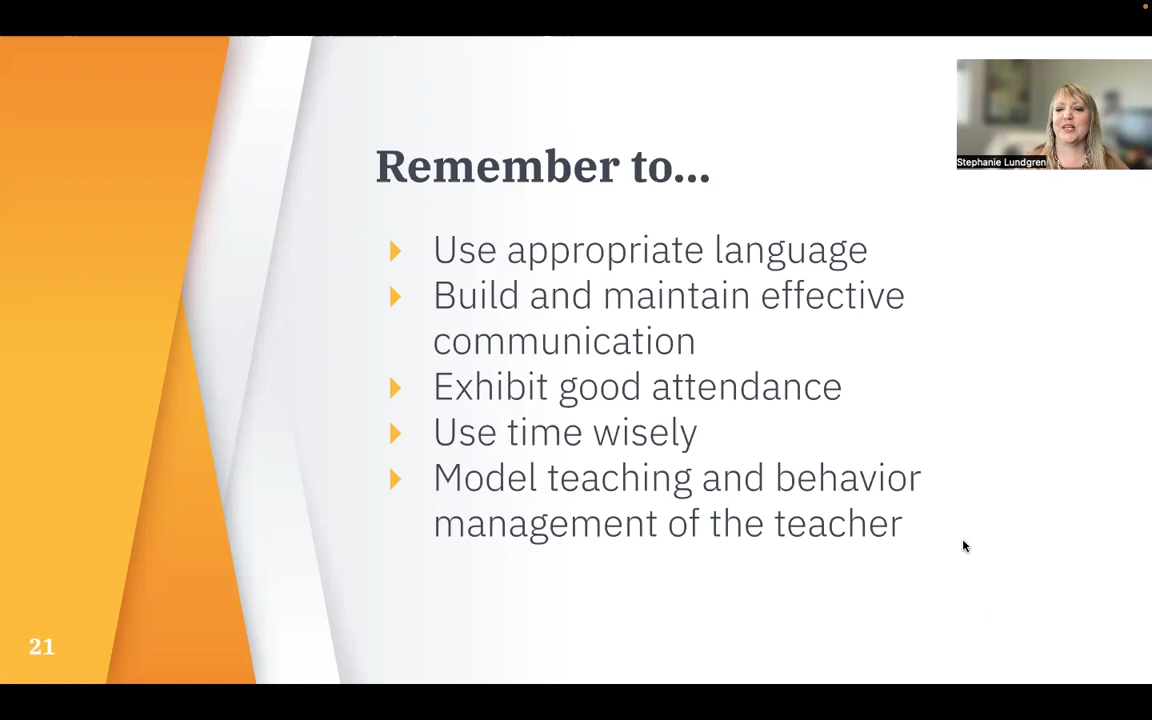 Stephanie Lundgren
Remember to...
Use appropriate language
Build and maintain effective
communication
Exhibit good attendance
Use time wisely
Model teaching and behavior
management of the teacher
21